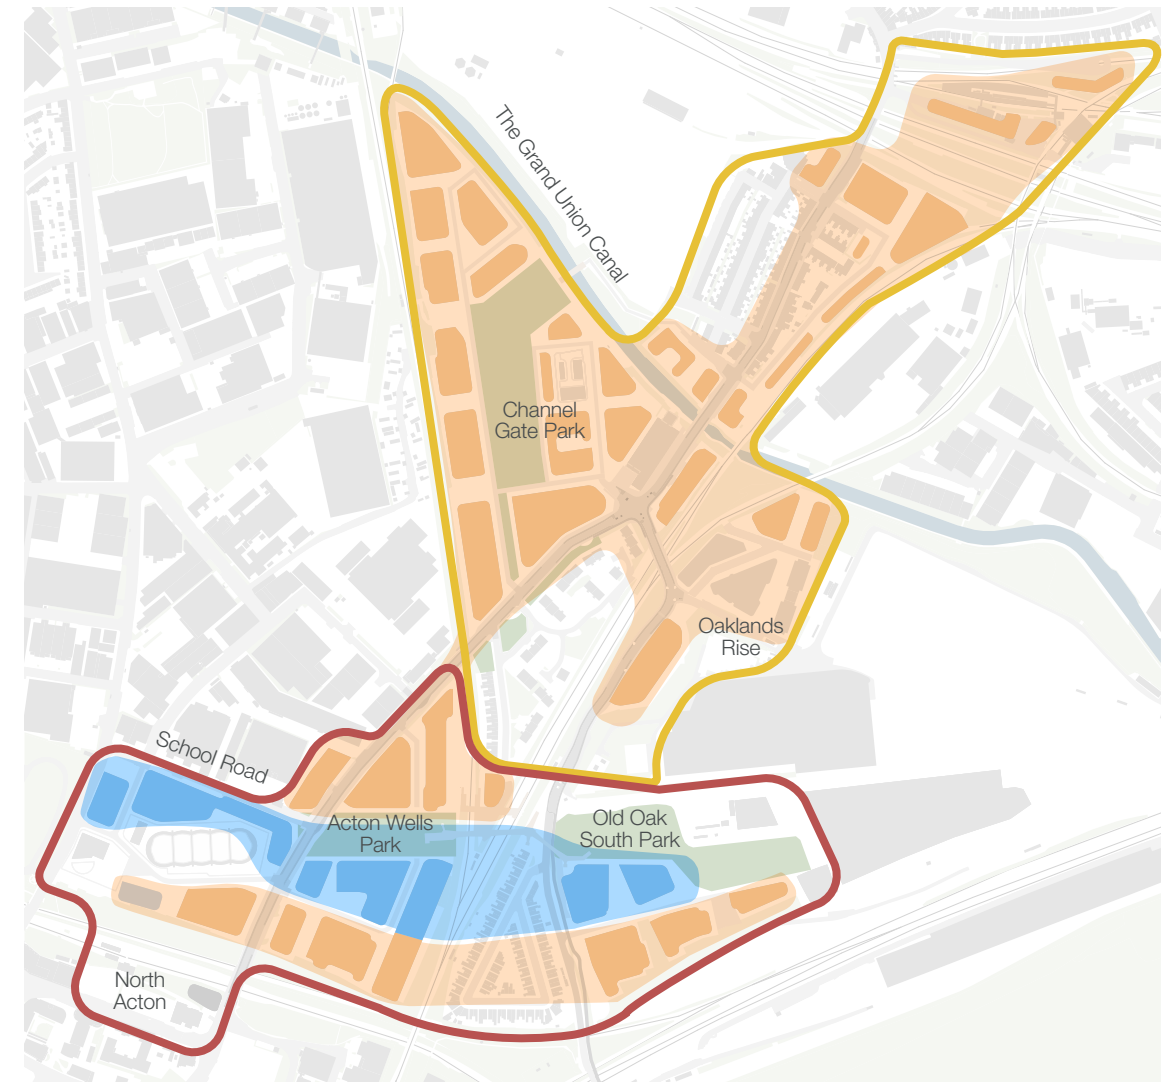 The Grand Union Canal
Channel
Gate Park
Oaklands
Rise
School Road
Acton Wells
Park
Old Oak
South Park
North
Acton